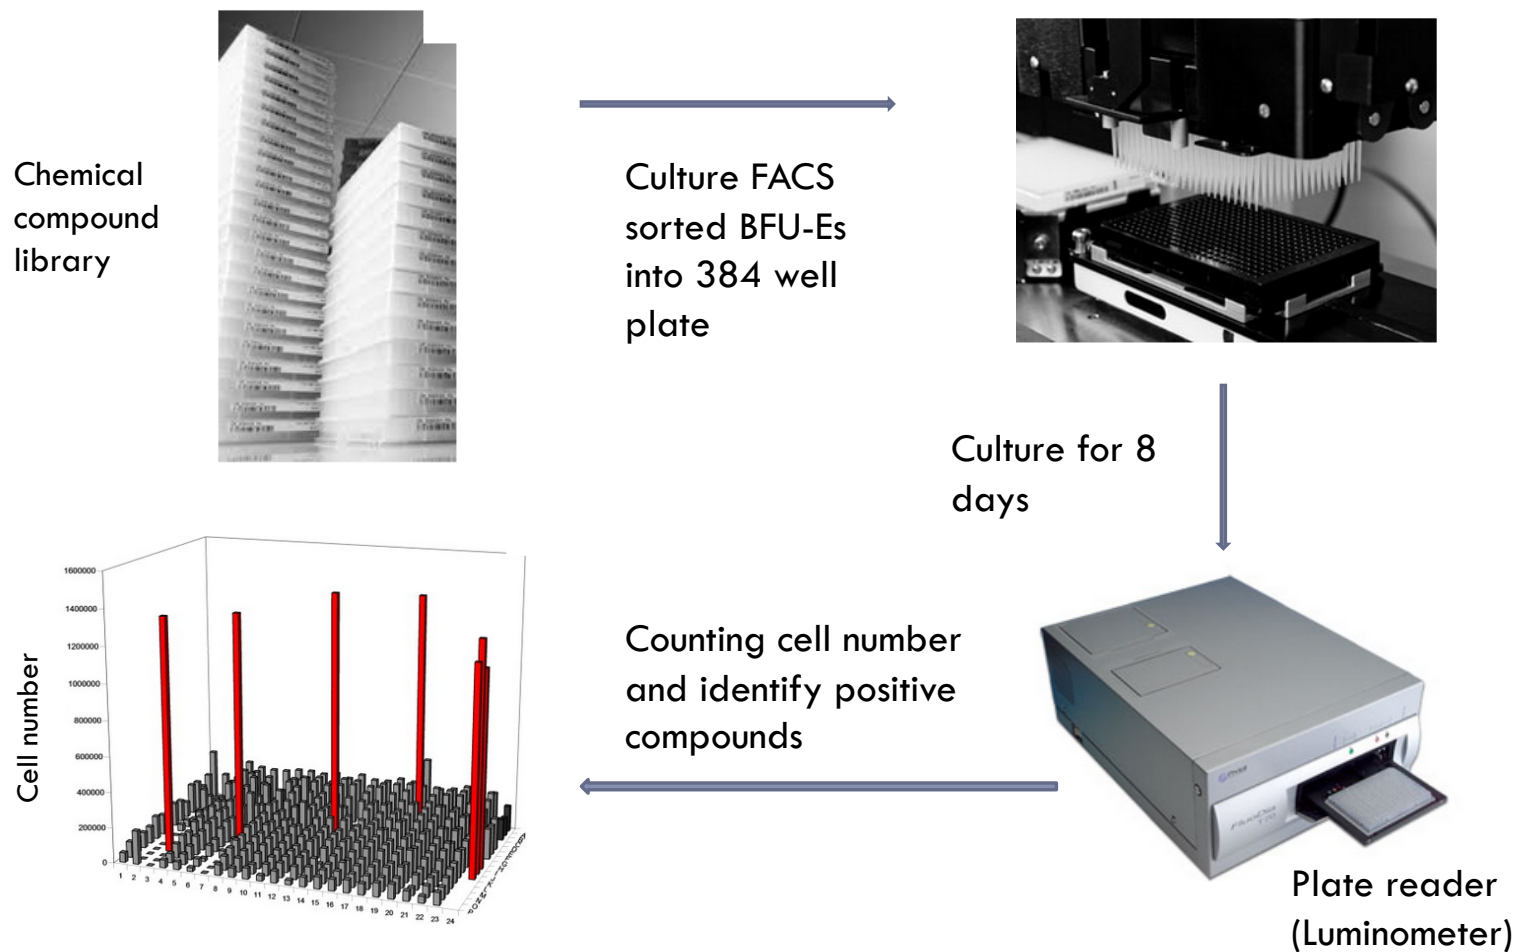 Chemical
compound
library
Culture FACS
sorted BFU-Es
into 384 well
plate
Culture for 8
days
Plate reader
(Luminometer)
Counting cell number
and identify positive
compounds
Cell number
1600000
1400000
1200000
1000000
800000
600000
400000
200000
0
1 2 3 4 5 6 7 8 9 10 11 12 13 14 15 16 17 18 19 20 21 22 23 24
FluoDia